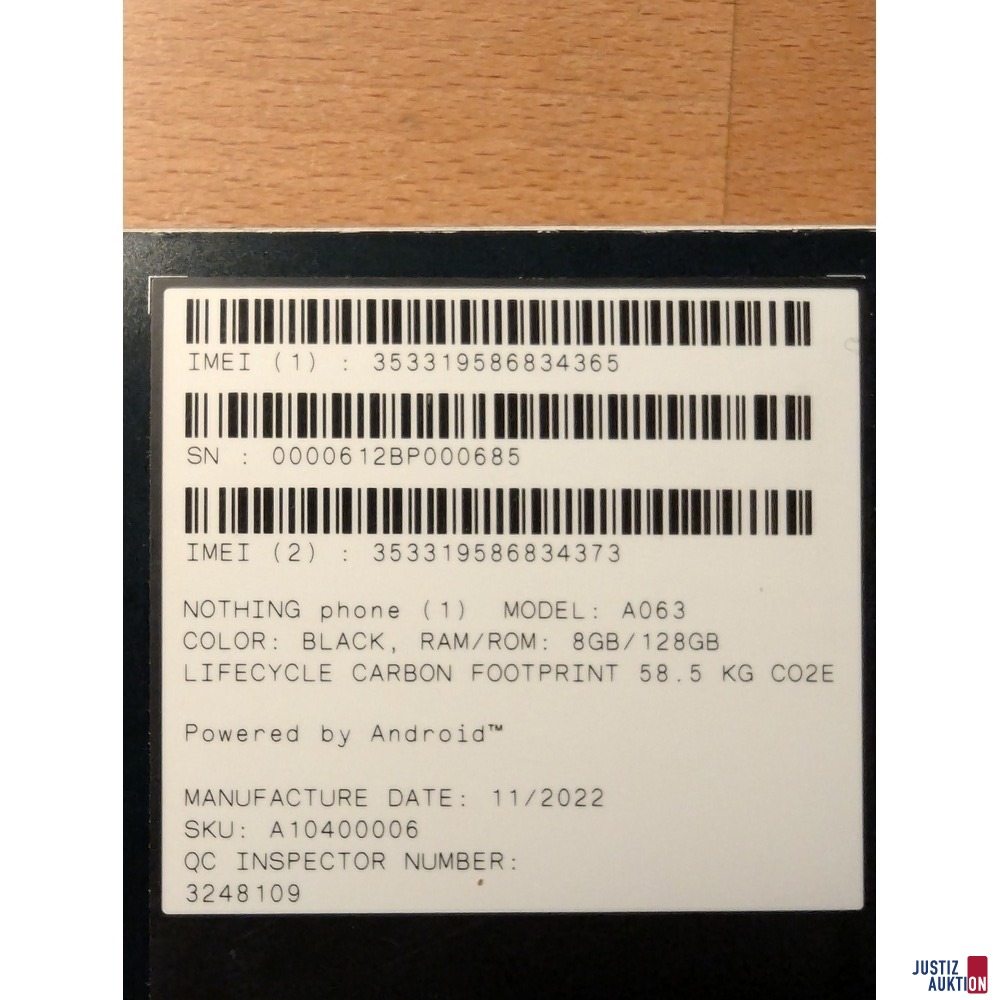 IMEI (1) : 353319586834365
SN : 0000612BP000685
IMEI (2) : 353319586834373
NOTHING phone (1) MODEL: A063
COLOR: BLACK, RAM/ROM: 8GB/128GB
LIFECYCLE CARBON FOOTPRINT 58.5 KG CO2E
Powered by Android™
MANUFACTURE DATE: 11/2022
SKU: A10400006
QC INSPECTOR NUMBER:
3248109
JUSTIZ
AUKTION